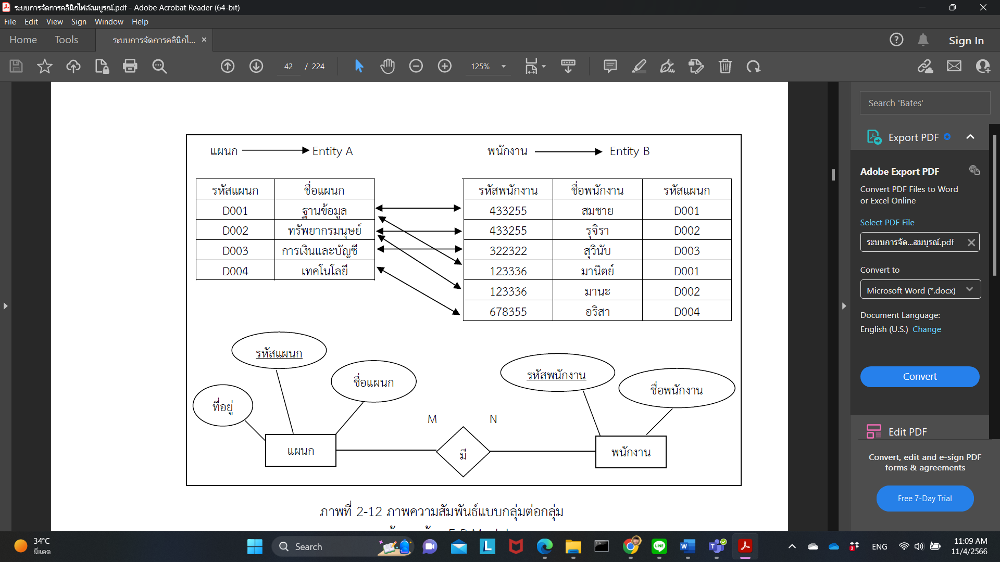 ระบบการจัดการคลินิกไฟล์สมบูรณ์.pdf - Adobe Acrobat Reader (64-bit)
File Edit View Sign Window Help
Home Tools ระบบการจัดการคลินิกไ... × Sign In
42 / 224 125%
แผนก Entity A พนักงาน Entity B
รหัสแผนก ชื่อแผนก
D001 ฐานข้อมูล
D002 ทรัพยากรมนุษย์
D003 การเงินและบัญชี
D004 เทคโนโลยี
รหัสพนักงาน ชื่อพนักงาน รหัสแผนก
433255 สมชาย D001
433255 รุจิรา D002
322322 สุวินับ D003
123336 มานิตย์ D001
123336 มานะ D002
678355 อริสา D004
รหัสแผนก
ชื่อแผนก
ที่อยู่
แผนก
M
N
มี
รหัสพนักงาน
ชื่อพนักงาน
พนักงาน
ภาพที่ 2-12 ภาพความสัมพันธ์แบบกลุ่มต่อกลุ่ม
Search 'Bates'
Export PDF
Adobe Export PDF
Convert PDF Files to Word
or Excel Online
Select PDF File
ระบบการจัด...สมบูรณ์.pdf
Convert to
Microsoft Word (*.docx)
Document Language:
English (U.S.) Change
Convert
Edit PDF
Convert, edit and e-sign PDF
forms & agreements
Free 7-Day Trial
34°C
มีแดด
Search
ENG
11:09 AM
11/4/2566